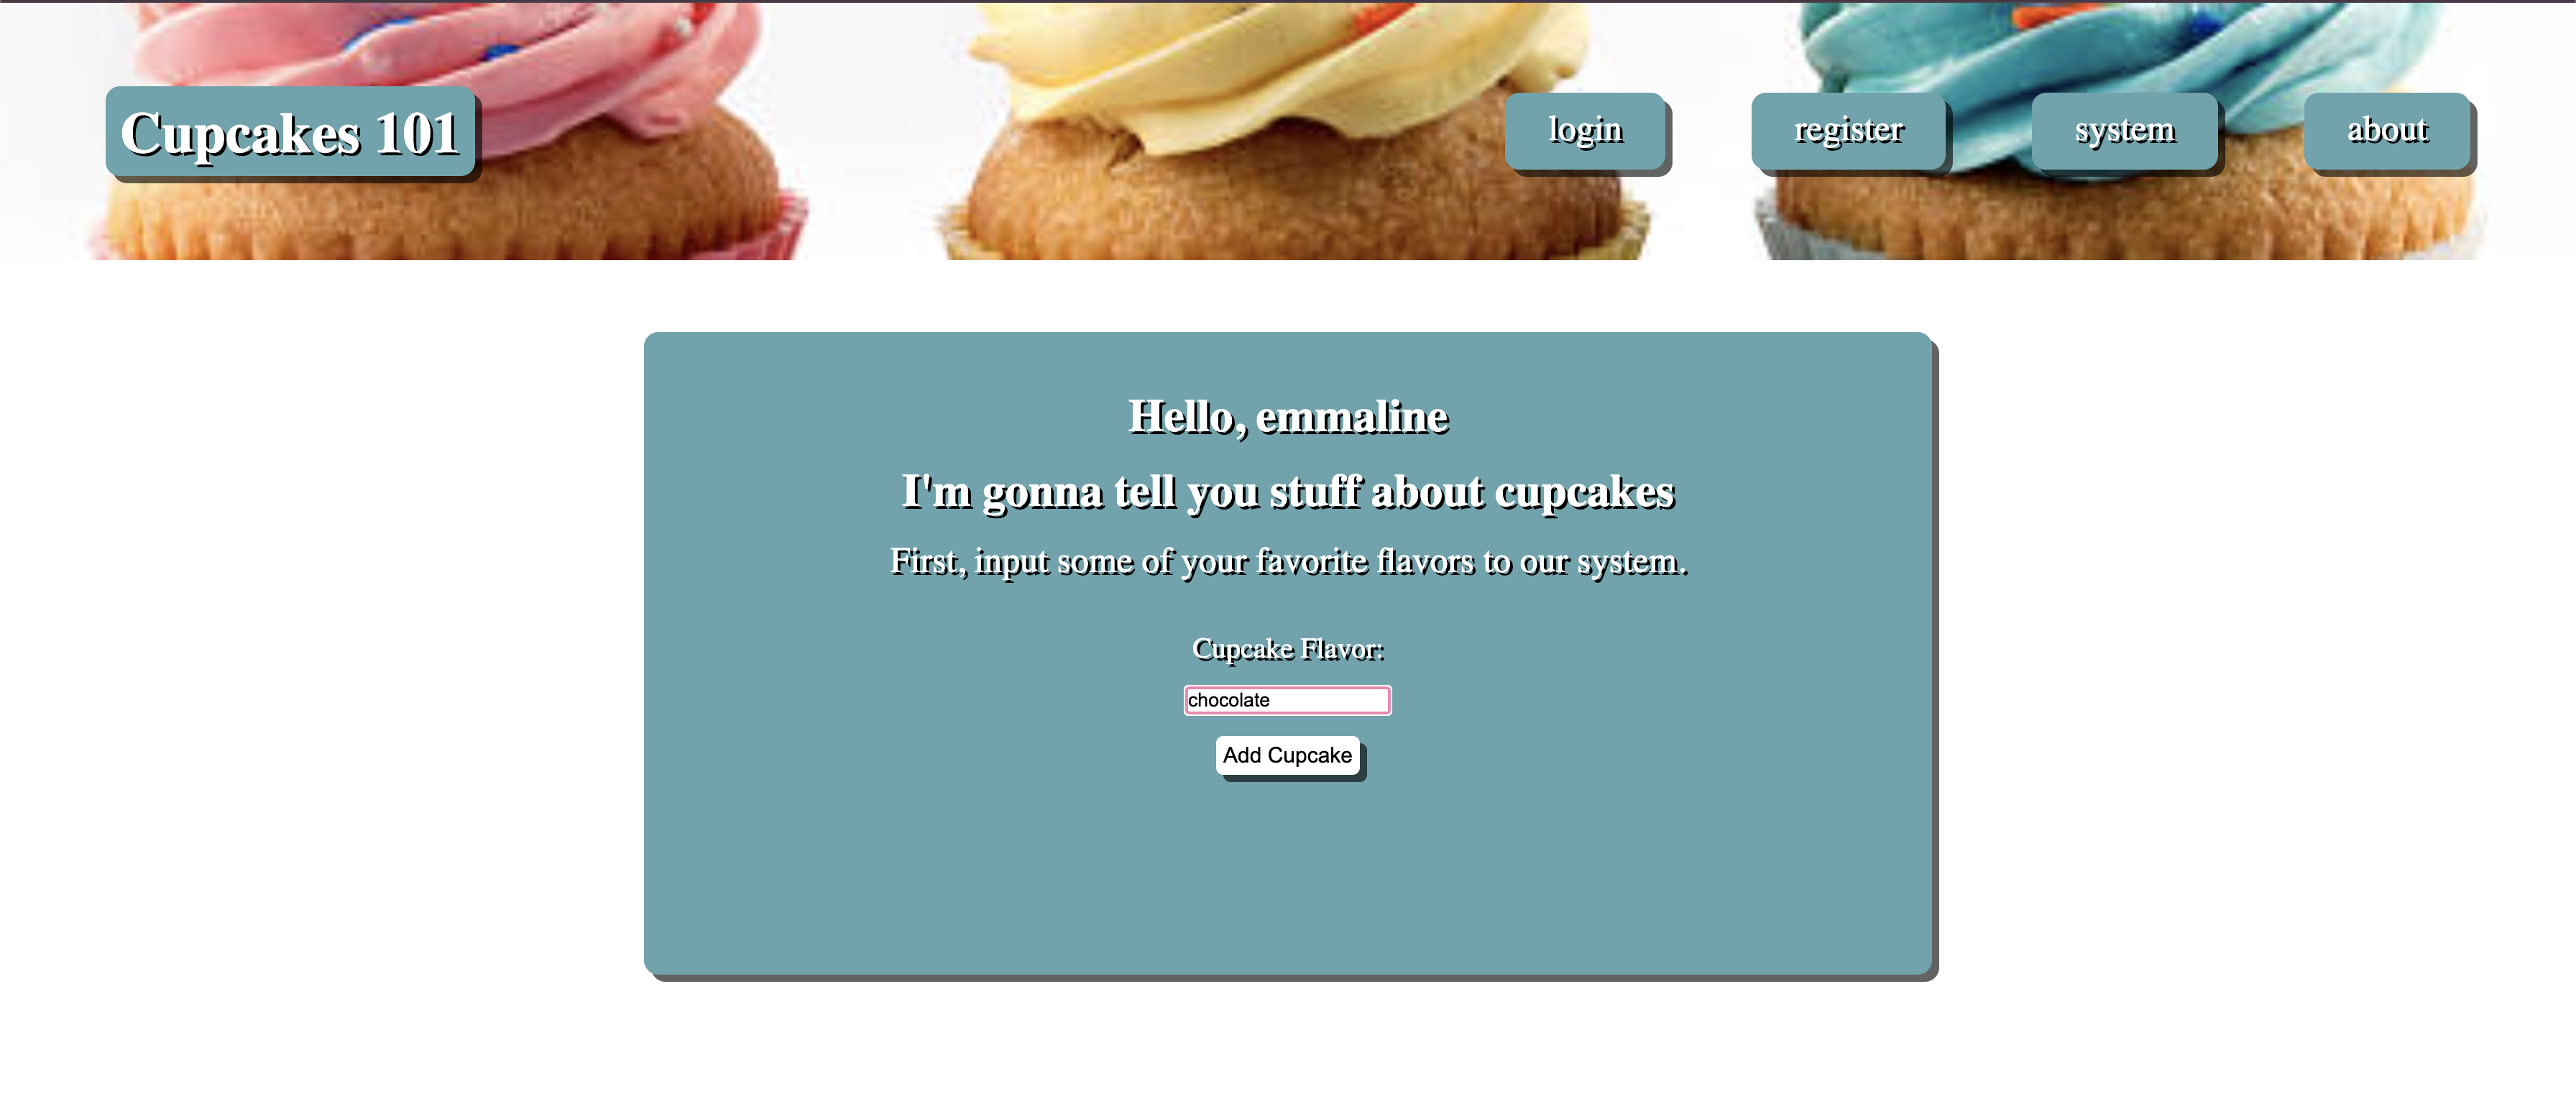 Cupcakes 101
login
register
system
about
Hello, emmaline
I'm gonna tell you stuff about cupcakes
First, input some of your favorite flavors to our system.
Cupcake Flavor:
chocolate
Add Cupcake